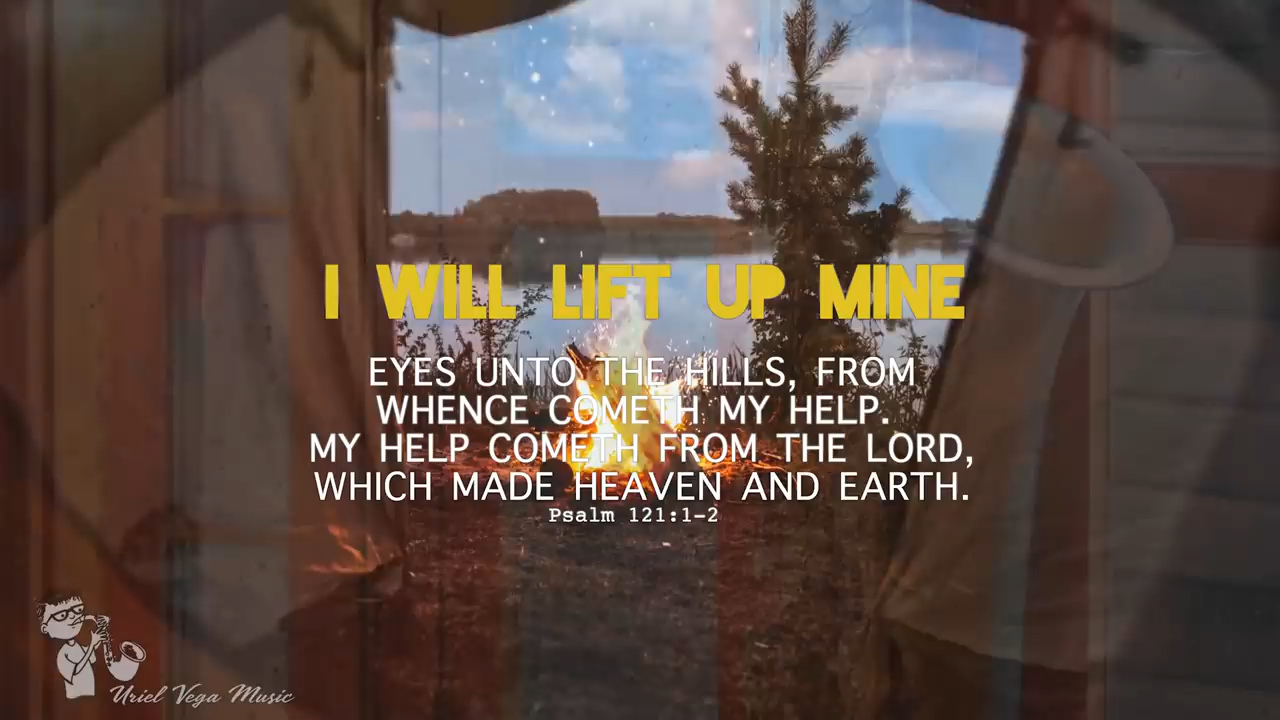 I WILL LIFT UP MINE
EYES UNTO THE HILLS, FROM
WHENCE COMETH MY HELP.
MY HELP COMETH FROM THE LORD,
WHICH MADE HEAVEN AND EARTH.
Psalm 121:1-2
Uriel Vega Music